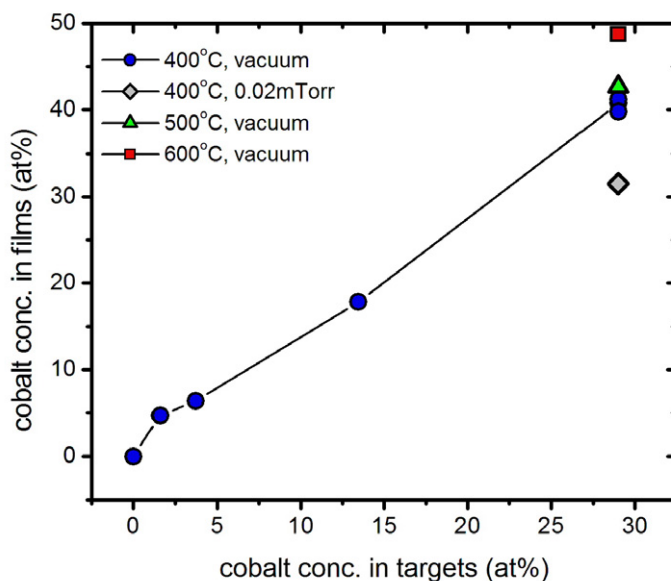 50
40
30
20
10
0
cobalt conc. in films (at%)
400°C, vacuum
400°C, 0.02mTorr
500°C, vacuum
600°C, vacuum
0 5 10 15 20 25 30
cobalt conc. in targets (at%)